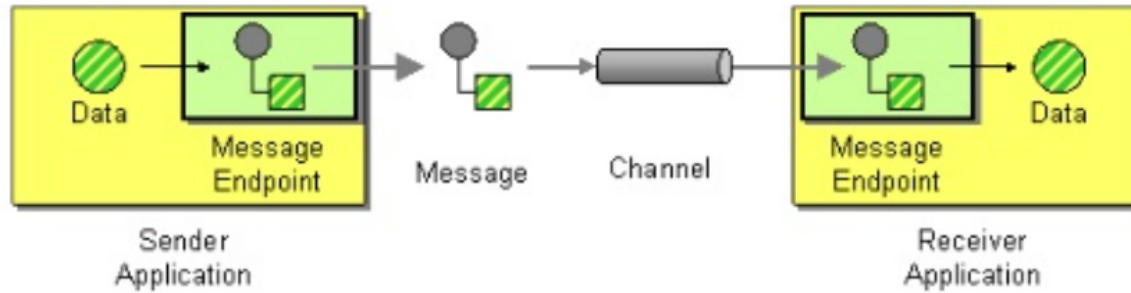 Data
Message
Endpoint
Message
Channel
Message
Endpoint
Data
Sender
Application
Receiver
Application